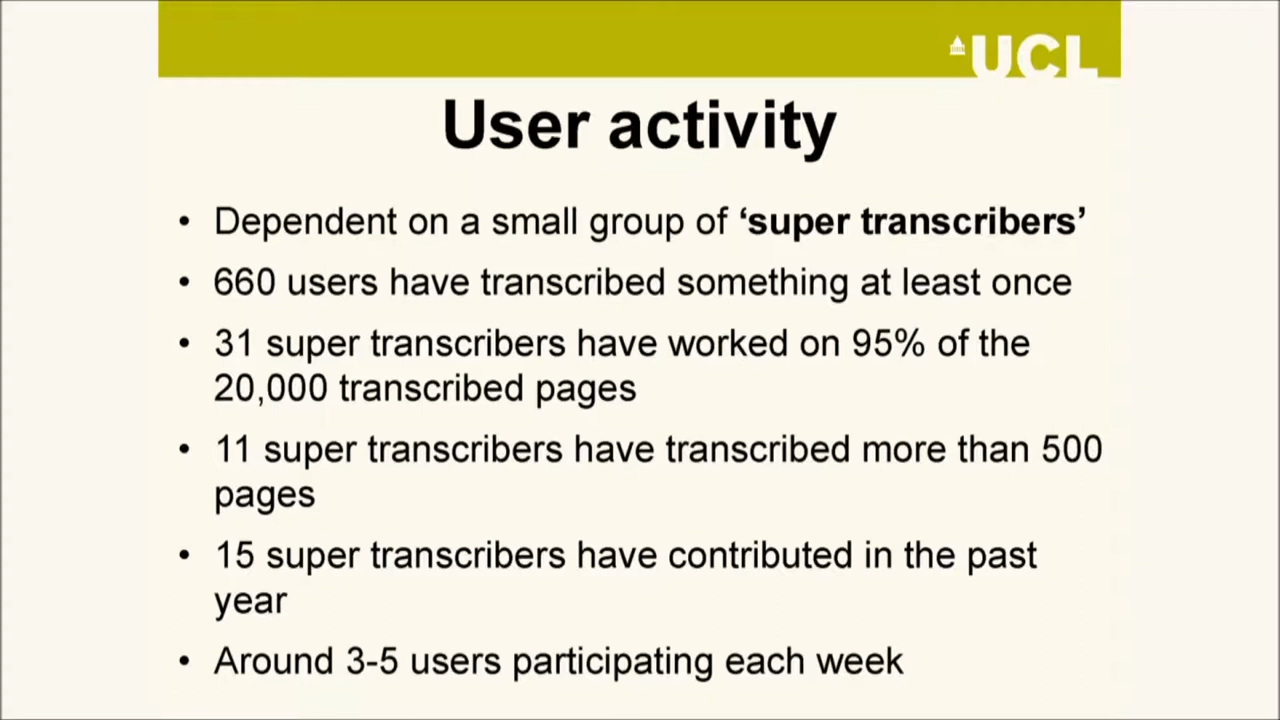 UCL
User activity
• Dependent on a small group of ‘super transcribers’
• 660 users have transcribed something at least once
• 31 super transcribers have worked on 95% of the
20,000 transcribed pages
• 11 super transcribers have transcribed more than 500
pages
• 15 super transcribers have contributed in the past
year
• Around 3-5 users participating each week